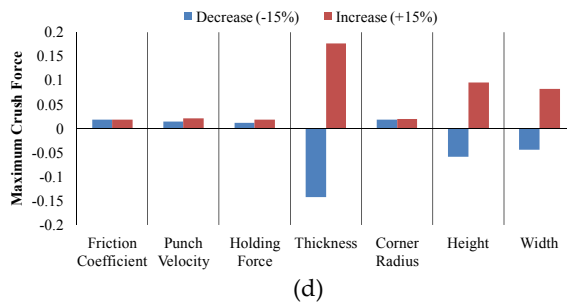 Decrease (-15%) Increase (+15%)
Maximum Crush Force
0.2
0.15
0.1
0.05
0
-0.05
-0.1
-0.15
-0.2
Friction Coefficient
Punch Velocity
Holding Force
Thickness
Corner Radius
Height
Width
(d)